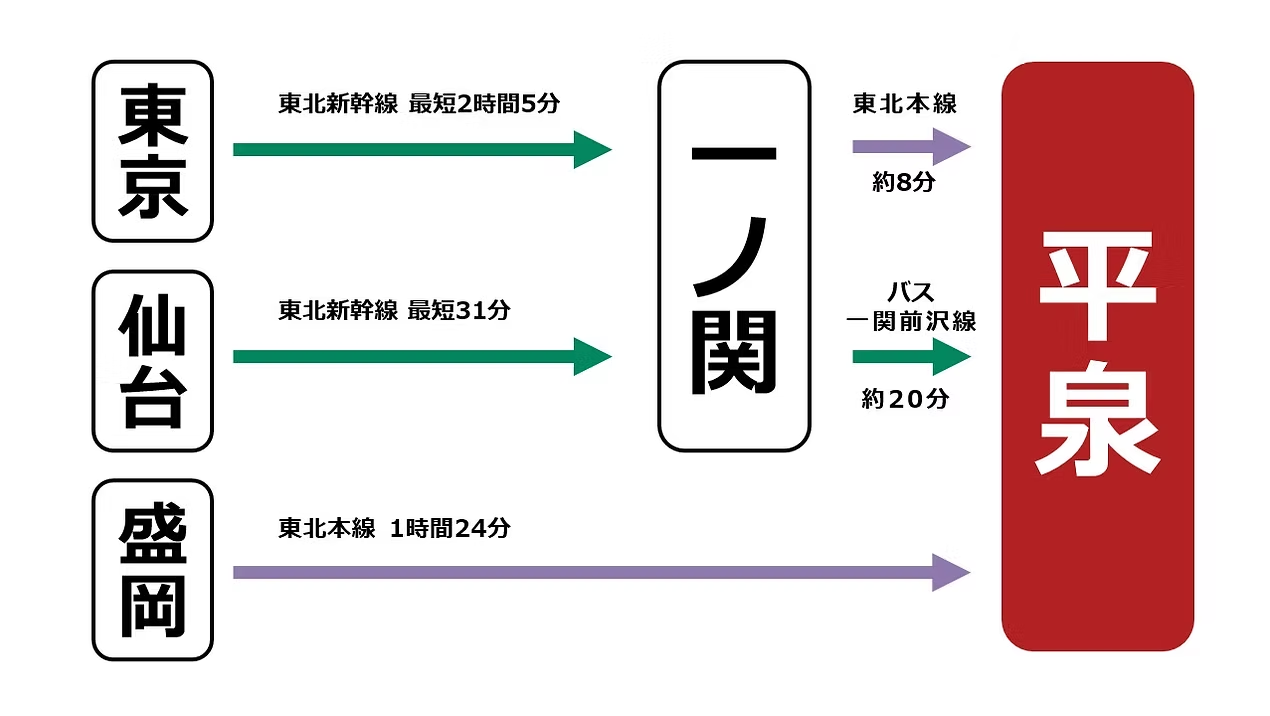 東京
東北新幹線 最短2時間5分
仙台
東北新幹線 最短31分
盛岡
東北本線 1時間24分
一ノ関
東北本線
約8分
バス
一関前沢線
約20分
平泉